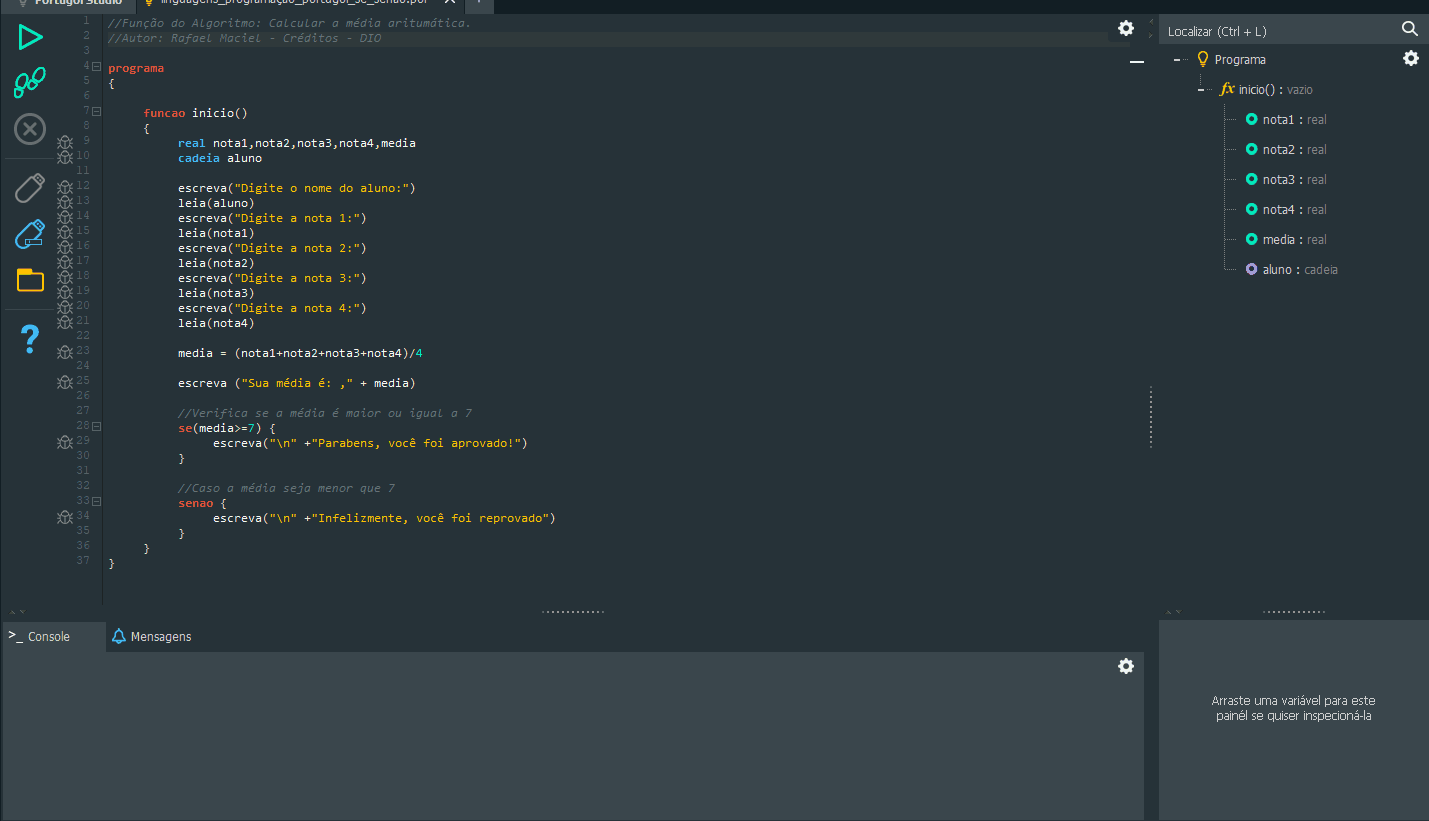 PortugolStudio
linguagens_programação_portugol_se_senao.por
1 //Função do Algoritmo: Calcular a média aritumática.
2 //Autor: Rafael Maciel - Créditos - DIO
3
4 programa
5 {
6
7 funcao inicio()
8 {
9 real nota1,nota2,nota3,nota4,media
10 cadeia aluno
11
12 escreva("Digite o nome do aluno:")
13 leia(aluno)
14 escreva("Digite a nota 1:")
15 leia(nota1)
16 escreva("Digite a nota 2:")
17 leia(nota2)
18 escreva("Digite a nota 3:")
19 leia(nota3)
20 escreva("Digite a nota 4:")
21 leia(nota4)
22
23 media = (nota1+nota2+nota3+nota4)/4
24
25 escreva ("Sua média é: ," + media)
26
27 //Verifica se a média é maior ou igual a 7
28 se(media>=7) {
29 escreva("\n" +"Parabens, você foi aprovado!")
30 }
31
32 //Caso a média seja menor que 7
33 senao {
34 escreva("\n" +"Infelizmente, você foi reprovado")
35 }
36 }
37 }
Localizar (Ctrl + L)
Programa
fx inicio() : vazio
nota1 : real
nota2 : real
nota3 : real
nota4 : real
media : real
aluno : cadeia
>_ Console
Mensagens
Arraste uma variável para este
painél se quiser inspecioná-la